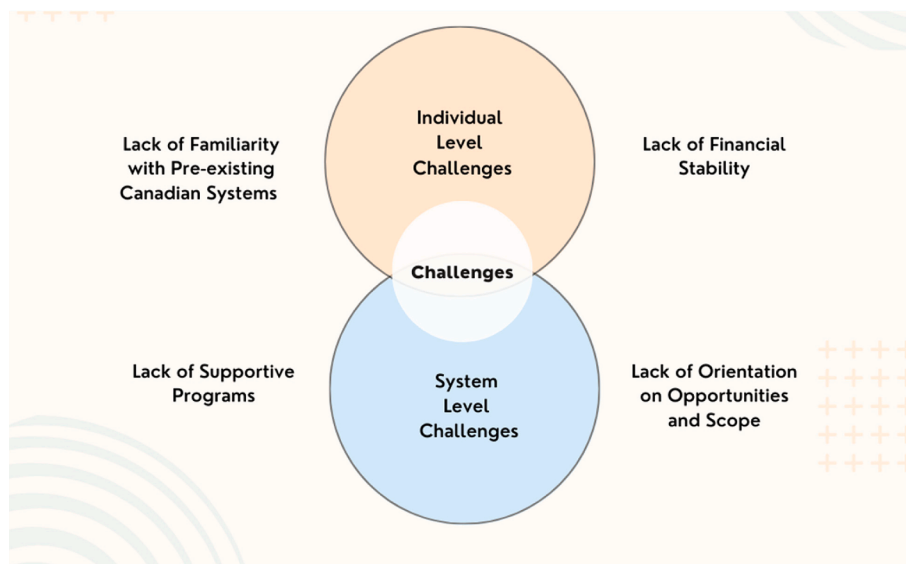 Individual
Level
Challenges
Lack of Familiarity
with Pre-existing
Canadian Systems
Lack of Financial
Stability
Challenges
Lack of Supportive
Programs
System
Level
Challenges
Lack of Orientation
on Opportunities
and Scope